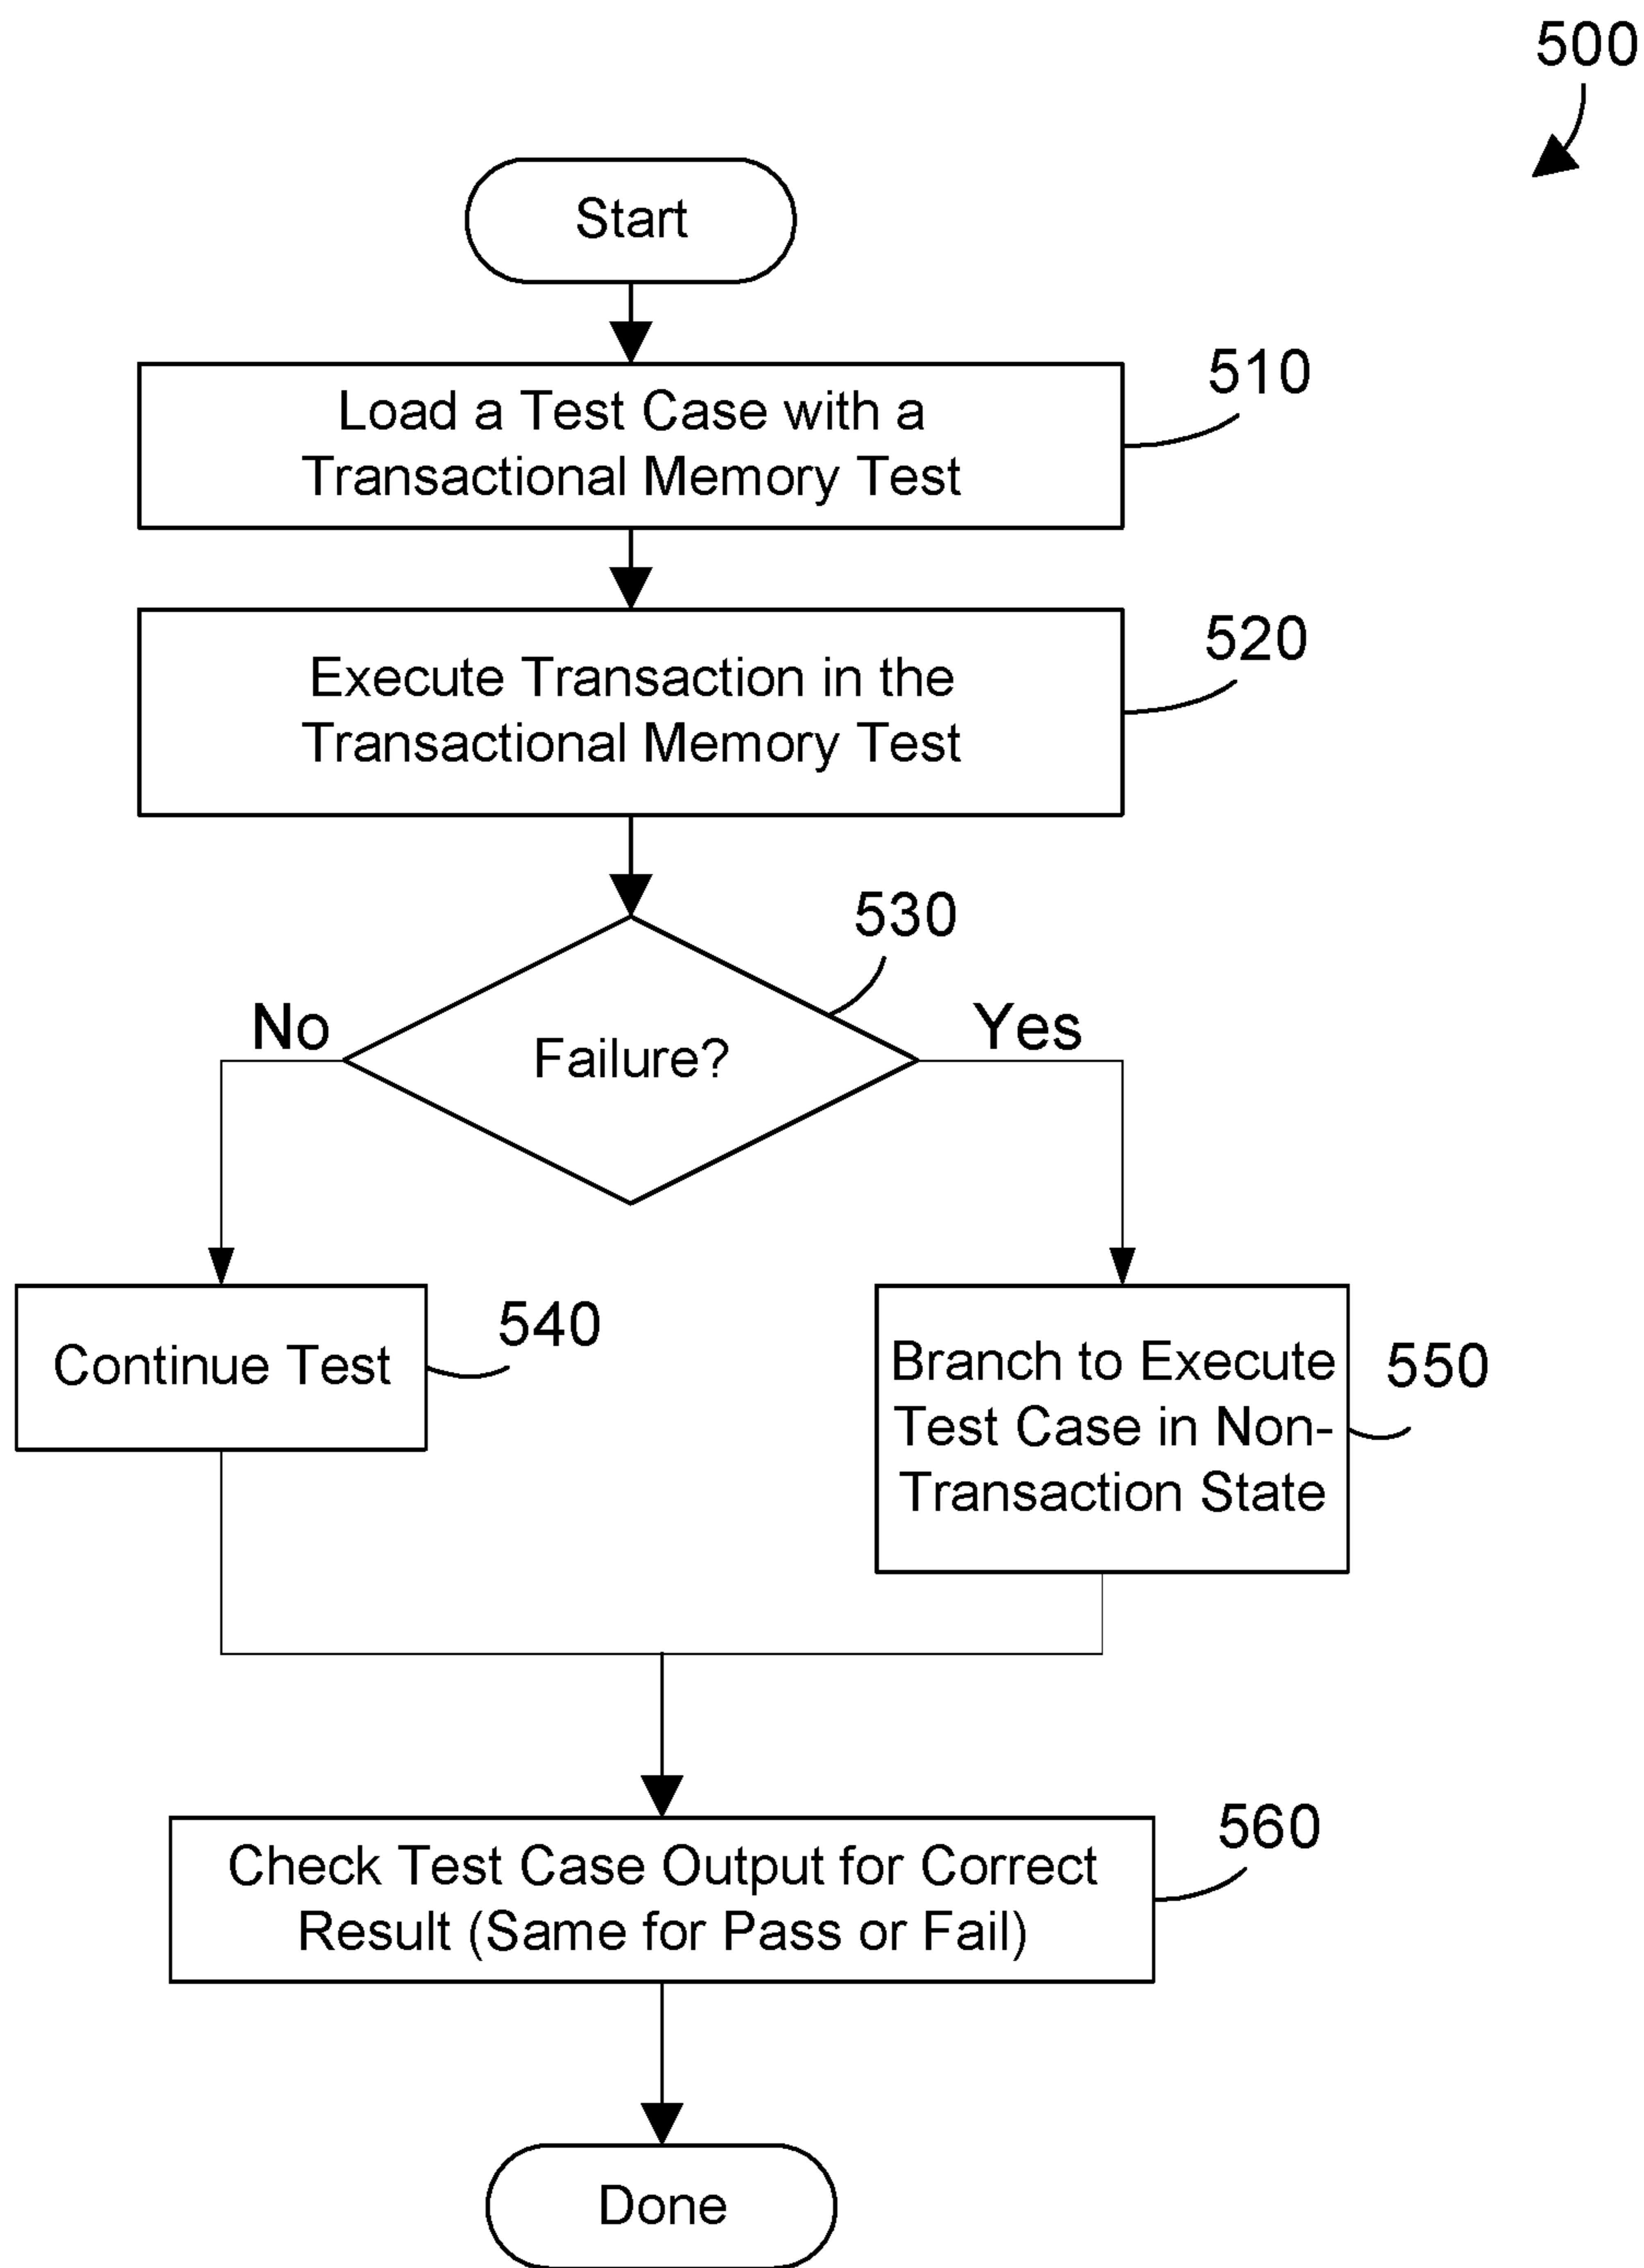 500
Start
510
Load a Test Case with a
Transactional Memory Test
520
Execute Transaction in the
Transactional Memory Test
530
No
Yes
Failure?
540
Continue Test
550
Branch to Execute
Test Case in Non-
Transaction State
560
Check Test Case Output for Correct
Result (Same for Pass or Fail)
Done